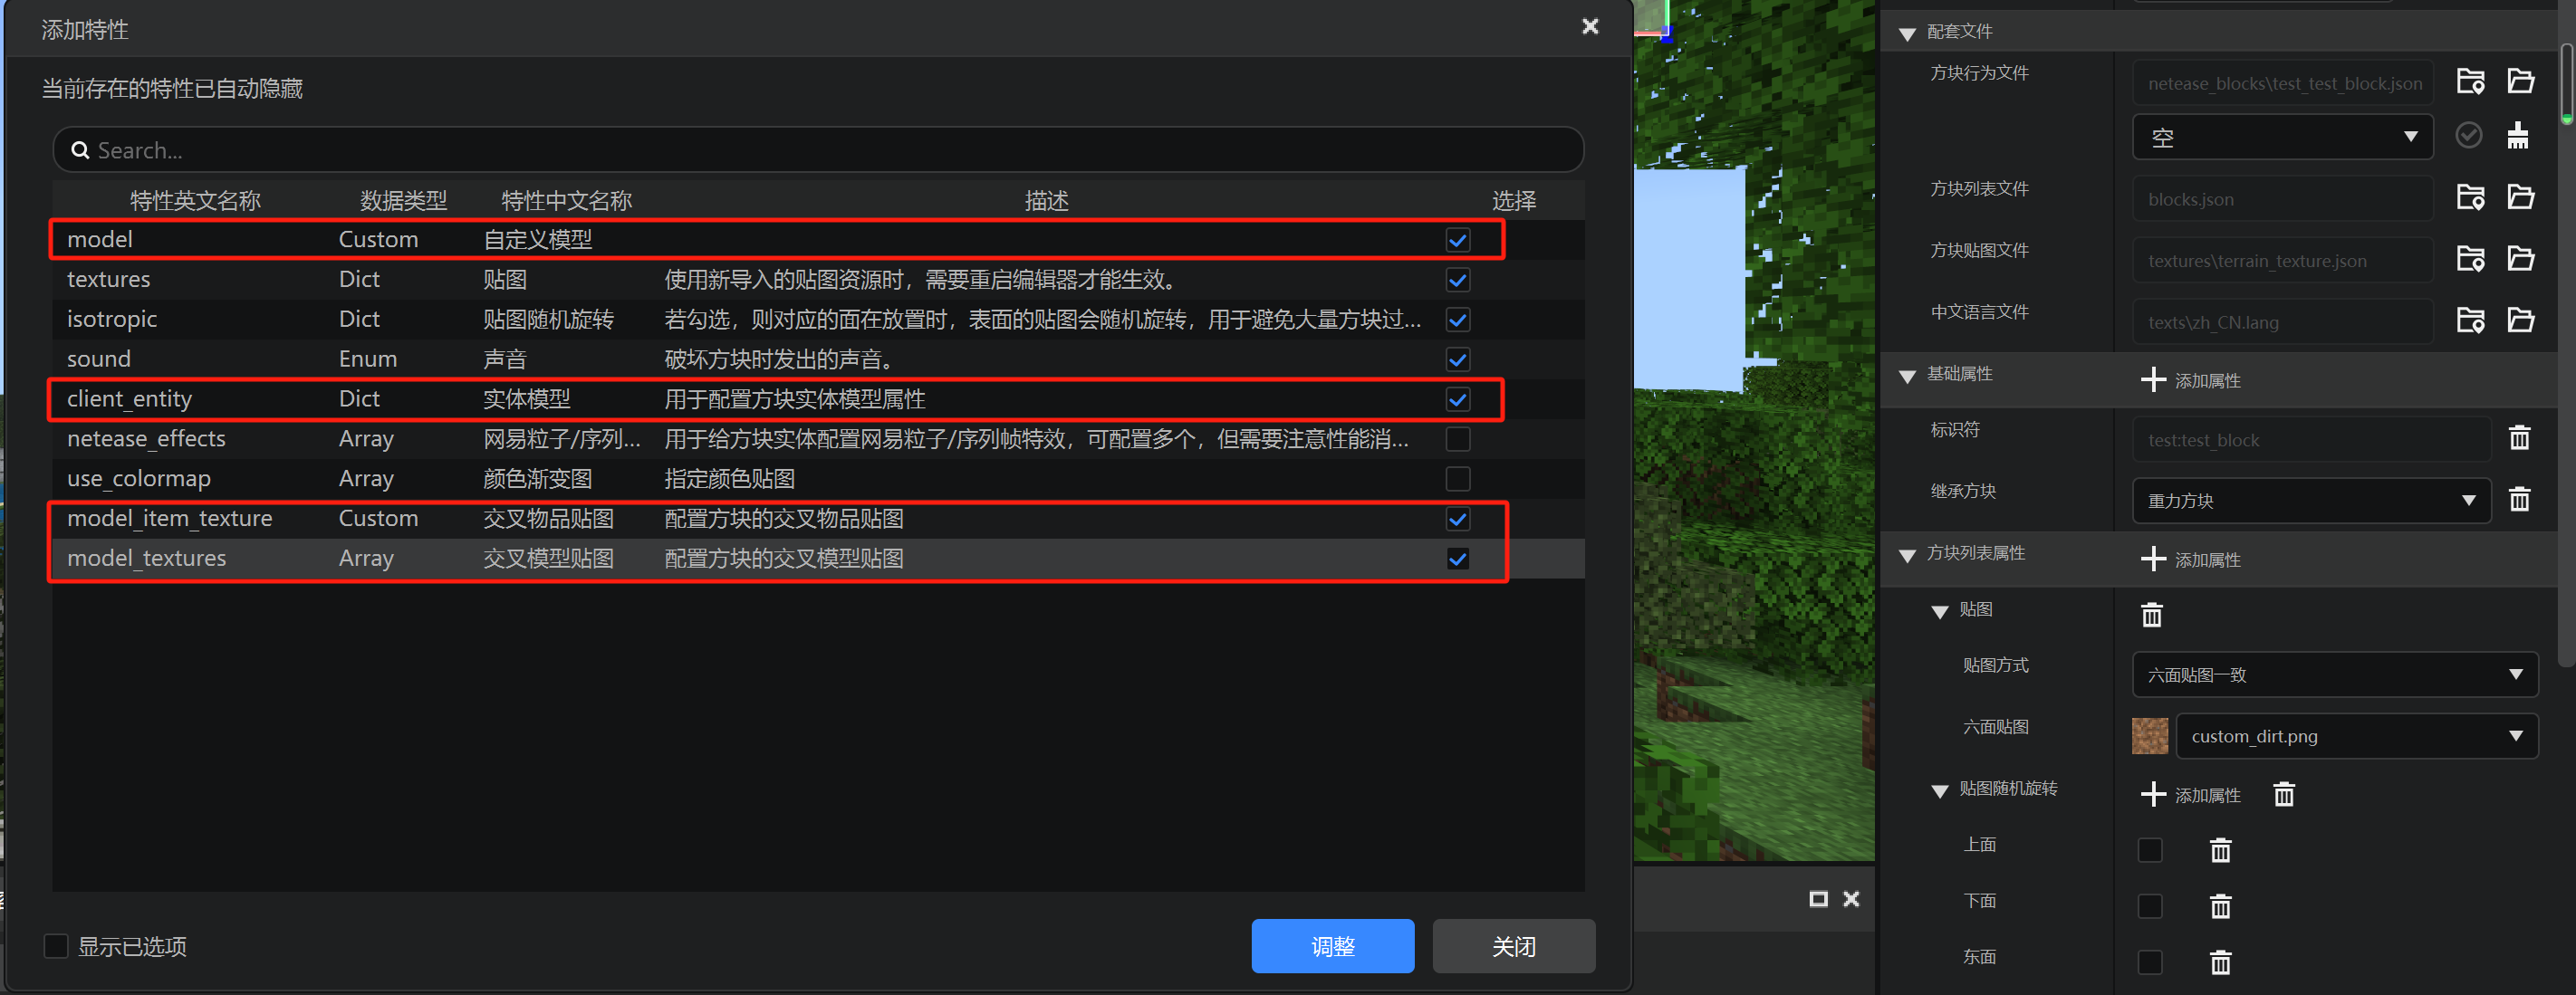 添加特性
当前存在的特性已自动隐藏
Search...
特性英文名称 数据类型 特性中文名称 描述 选择
model Custom 自定义模型
textures Dict 贴图 使用新导入的贴图资源时，需要重启编辑器才能生效。
isotropic Dict 贴图随机旋转 若勾选，则对应的面在放置时，表面的贴图会随机旋转，用于避免大量方块过...
sound Enum 声音 破坏方块时发出的声音。
client_entity Dict 实体模型 用于配置方块实体模型属性
netease_effects Array 网易粒子/序列... 用于给方块实体配置网易粒子/序列帧特效，可配置多个，但需要注意性能消...
use_colormap Array 颜色渐变图 指定颜色贴图
model_item_texture Custom 交叉物品贴图 配置方块的交叉物品贴图
model_textures Array 交叉模型贴图 配置方块的交叉模型贴图
显示已选项
调整 关闭
配套文件
方块行为文件 netease_blocks\test_test_block.json
空
方块列表文件 blocks.json
方块贴图文件 textures\terrain_texture.json
中文语言文件 texts\zh_CN.lang
基础属性 添加属性
标识符 test:test_block
继承方块 重力方块
方块列表属性 添加属性
贴图
贴图方式 六面贴图一致
六面贴图 custom_dirt.png
贴图随机旋转 添加属性
上面
下面
东面